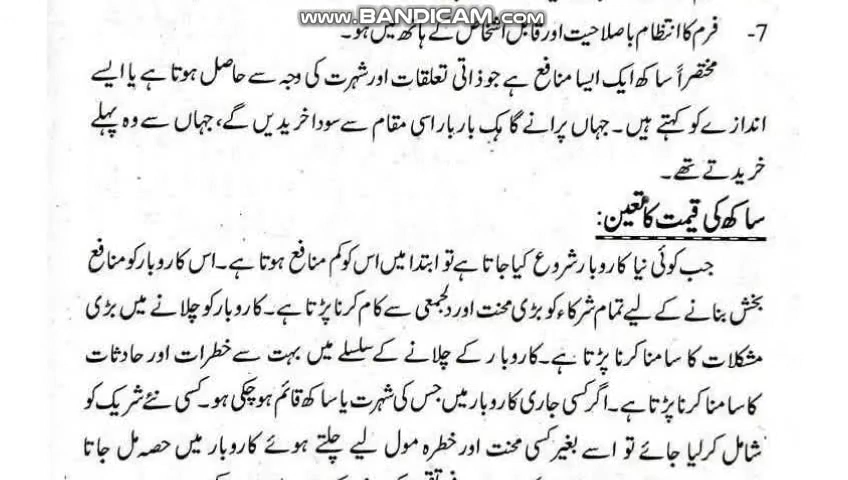 www.BANDICAM.com
7- فرم کا انتظام باصلاحیت اور قابل اشخاص کے ہاتھ میں ہو۔
مختصراً ساکھ ایک ایسا منافع ہے جو ذاتی تعلقات اور شہرت کی وجہ سے حاصل ہوتا ہے یا ایسے
اندازے کو کہتے ہیں۔ جہاں پرانے گاہک بار بار اسی مقام سے سودا خریدیں گے، جہاں سے وہ پہلے
خریدتے تھے۔
ساکھ کی قیمت کا تعین:
جب کوئی نیا کاروبار شروع کیا جاتا ہے تو ابتدا میں اس کو کم منافع ہوتا ہے۔ اس کاروبار کو منافع
بخش بنانے کے لیے تمام شرکاء کو بڑی محنت اور دلجمعی سے کام کرنا پڑتا ہے۔ کاروبار کو چلانے میں بڑی
مشکلات کا سامنا کرنا پڑتا ہے۔ کاروبار کے چلانے کے سلسلے میں بہت سے خطرات اور حادثات
کا سامنا کرنا پڑتا ہے۔ اگر کسی جاری کاروبار میں جس کی شہرت یا ساکھ قائم ہو چکی ہو۔ کسی نئے شریک کو
شامل کر لیا جائے تو اسے بغیر کسی محنت اور خطرہ مول لیے چلتے ہوئے کاروبار میں حصہ مل جاتا